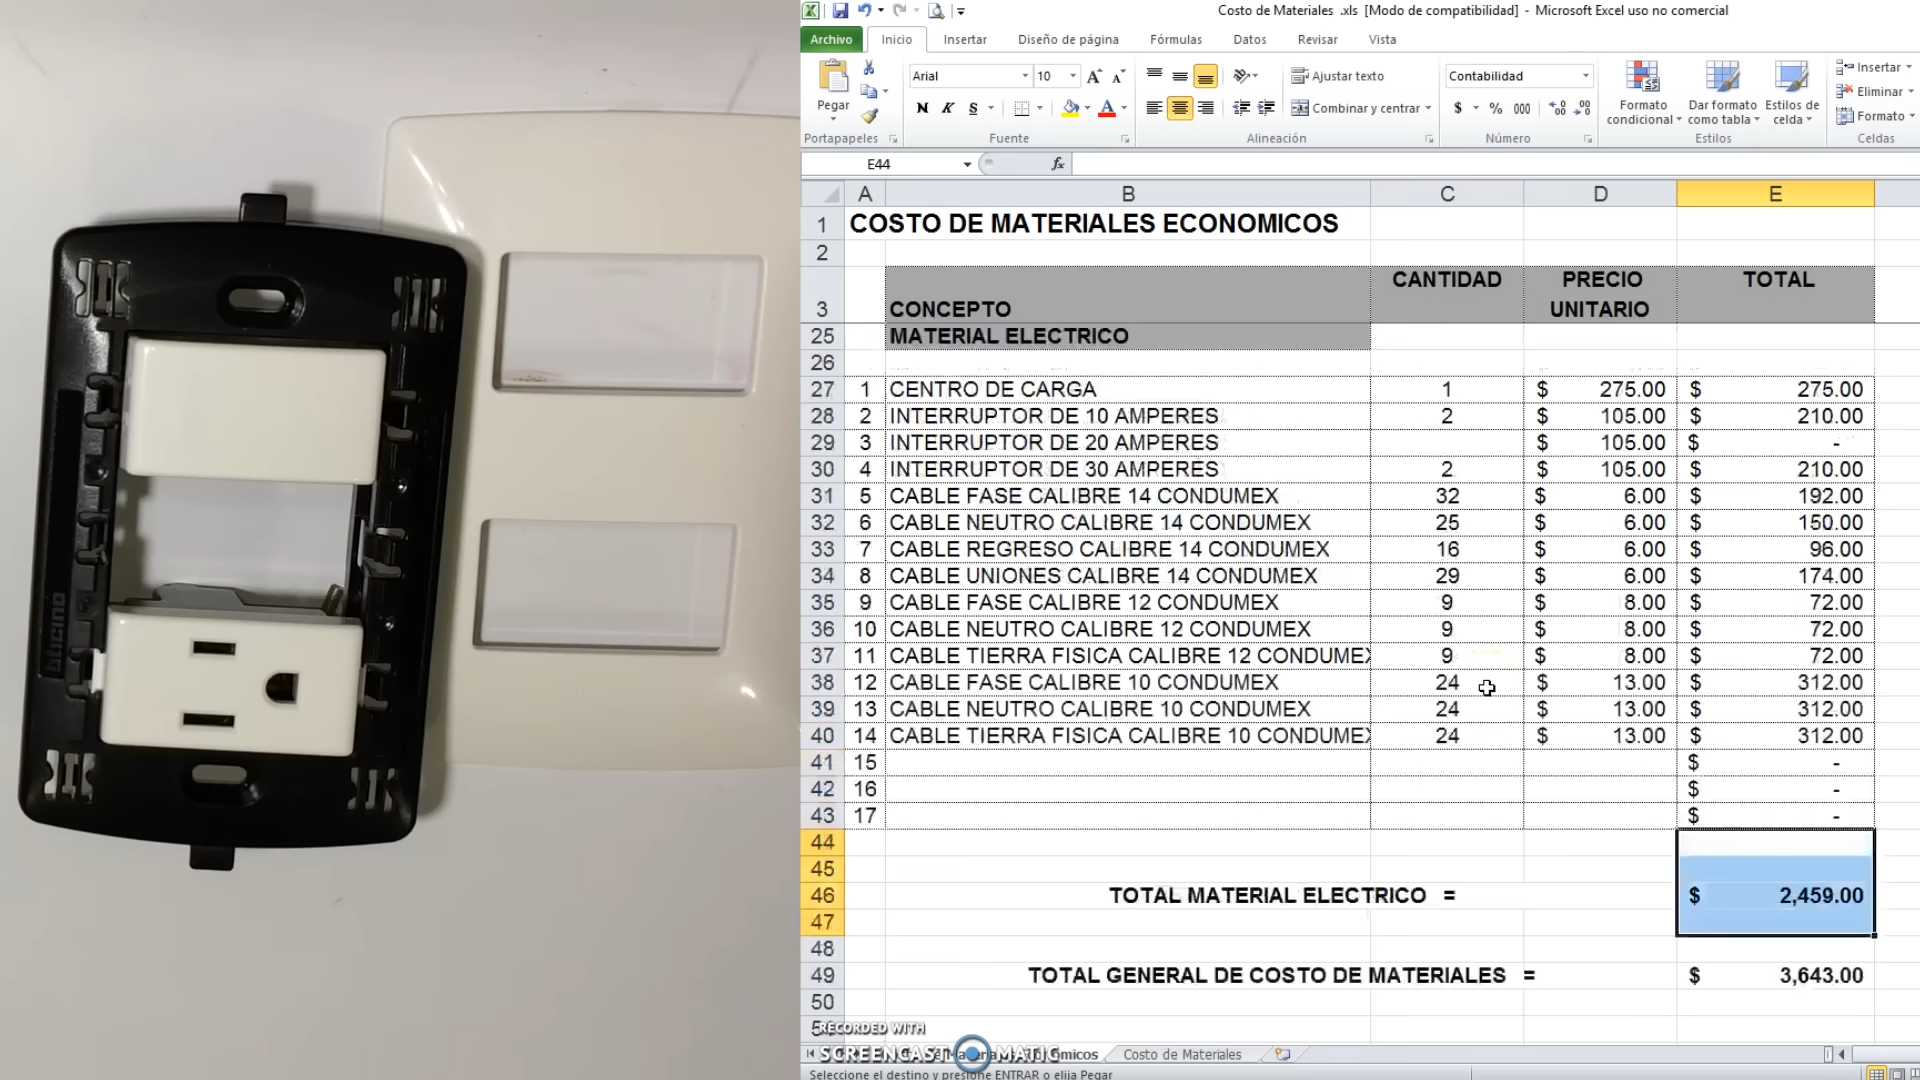 bticino
Costo de Materiales .xls [Modo de compatibilidad] - Microsoft Excel uso no comercial
Archivo Inicio Insertar Diseño de página Fórmulas Datos Revisar Vista
Pegar Arial 10 Ajustar texto Contabilidad Formato condicional Dar formato como tabla Estilos de celda Insertar
N K S Combinar y centrar $ % 000 Eliminar
Formato
Portapapeles Fuente Alineación Número Estilos Celdas
E44 fx
A B C D E
1 COSTO DE MATERIALES ECONOMICOS
2
3 CONCEPTO CANTIDAD PRECIO UNITARIO TOTAL
25 MATERIAL ELECTRICO
26
27 1 CENTRO DE CARGA 1 $ 275.00 $ 275.00
28 2 INTERRUPTOR DE 10 AMPERES 2 $ 105.00 $ 210.00
29 3 INTERRUPTOR DE 20 AMPERES $ 105.00 $ -
30 4 INTERRUPTOR DE 30 AMPERES 2 $ 105.00 $ 210.00
31 5 CABLE FASE CALIBRE 14 CONDUMEX 32 $ 6.00 $ 192.00
32 6 CABLE NEUTRO CALIBRE 14 CONDUMEX 25 $ 6.00 $ 150.00
33 7 CABLE REGRESO CALIBRE 14 CONDUMEX 16 $ 6.00 $ 96.00
34 8 CABLE UNIONES CALIBRE 14 CONDUMEX 29 $ 6.00 $ 174.00
35 9 CABLE FASE CALIBRE 12 CONDUMEX 9 $ 8.00 $ 72.00
36 10 CABLE NEUTRO CALIBRE 12 CONDUMEX 9 $ 8.00 $ 72.00
37 11 CABLE TIERRA FISICA CALIBRE 12 CONDUMEX 9 $ 8.00 $ 72.00
38 12 CABLE FASE CALIBRE 10 CONDUMEX 24 $ 13.00 $ 312.00
39 13 CABLE NEUTRO CALIBRE 10 CONDUMEX 24 $ 13.00 $ 312.00
40 14 CABLE TIERRA FISICA CALIBRE 10 CONDUMEX 24 $ 13.00 $ 312.00
41 15 $ -
42 16 $ -
43 17 $ -
44
45
46 TOTAL MATERIAL ELECTRICO = $ 2,459.00
47
48
49 TOTAL GENERAL DE COSTO DE MATERIALES = $ 3,643.00
50
RECORDED WITH
SCREENCAST MATIC
Costo de Materiales
Seleccione el destino y presione ENTRAR o elija Pegar